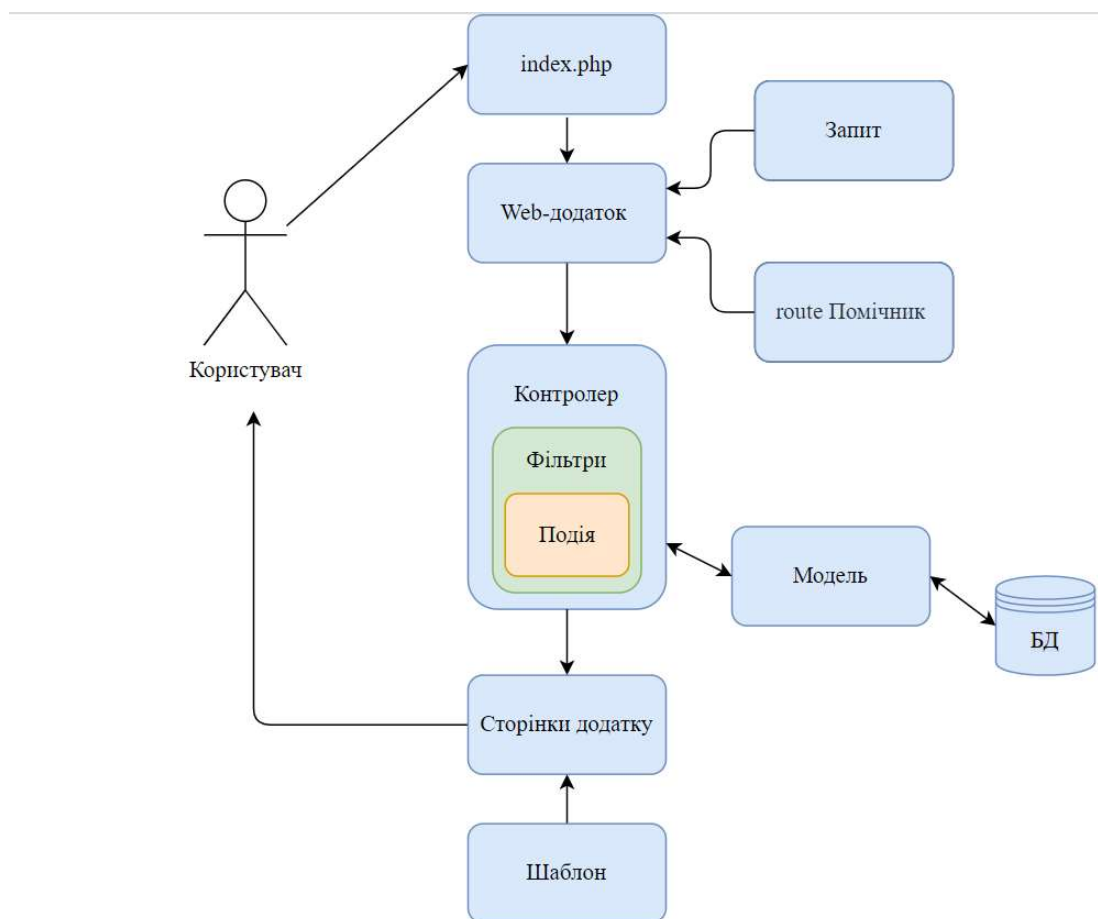 index.php
Запит
Web-додаток
route Помічник
Користувач
Контролер
Фільтри
Подія
Модель
БД
Сторінки додатку
Шаблон